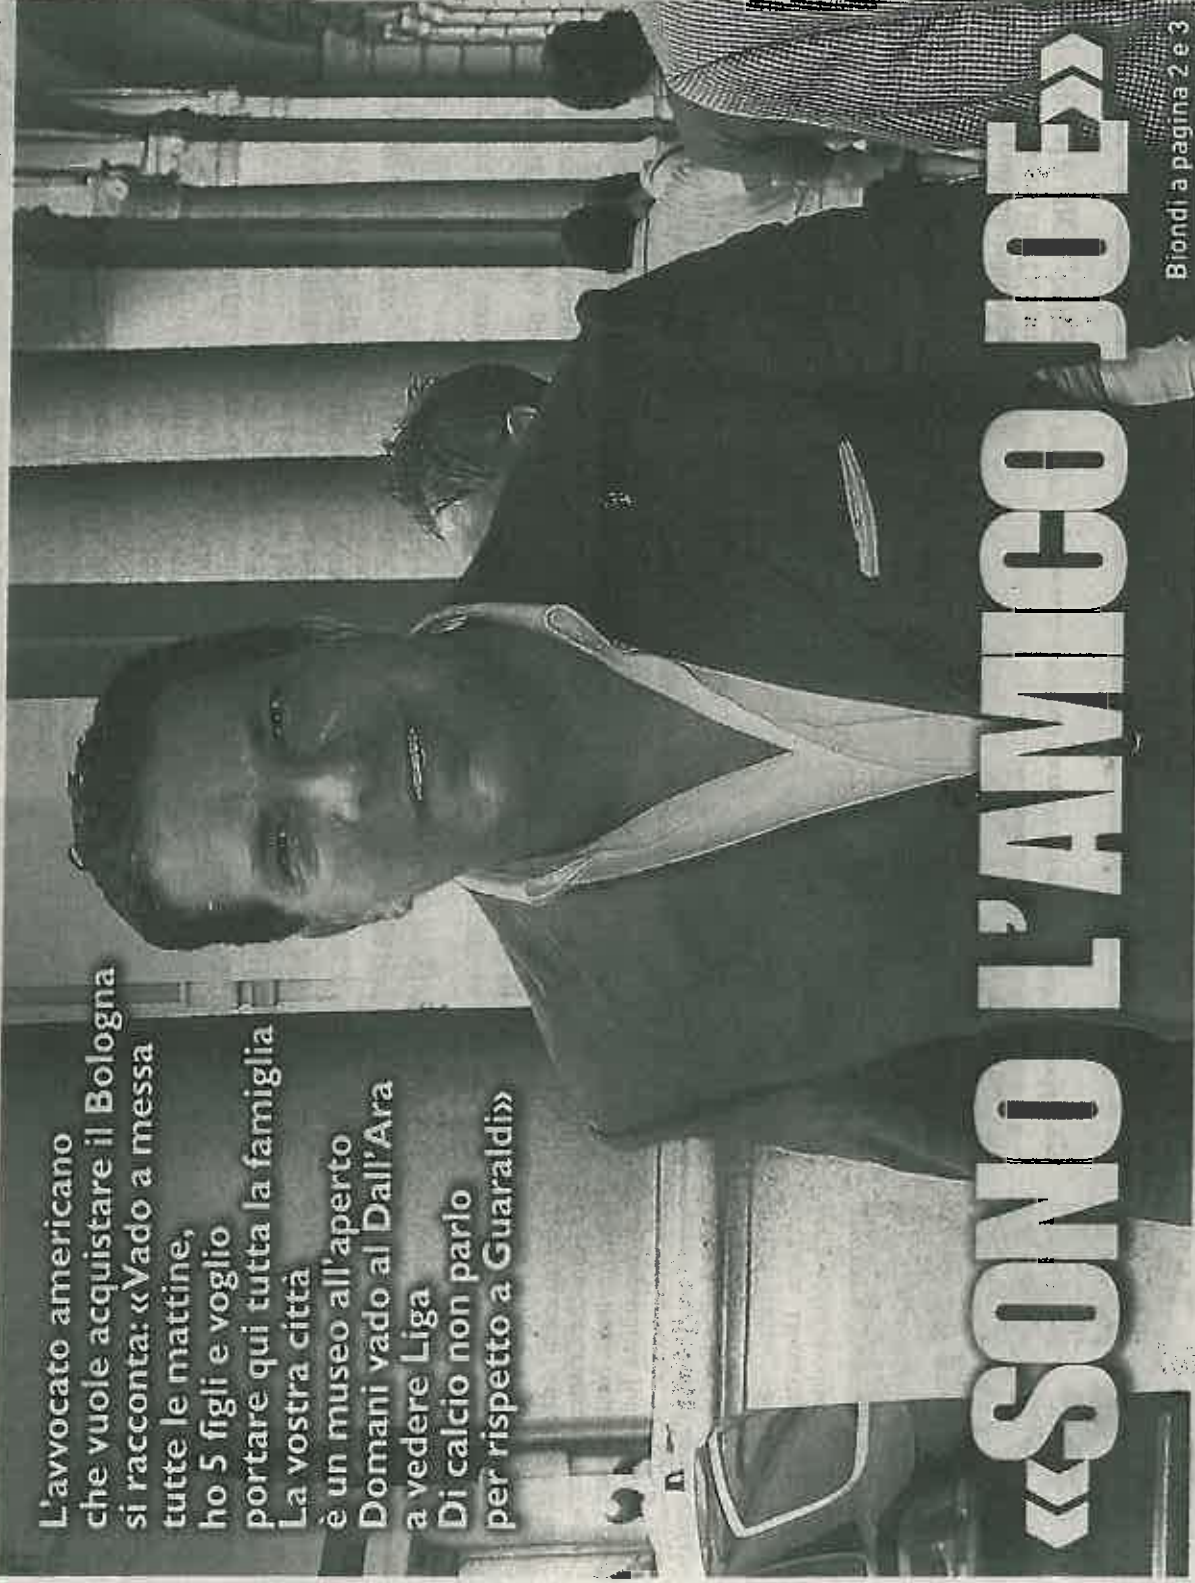 L'avvocato americano
che vuole acquistare il Bologna
si racconta: «Vado a messa
tutte le mattine,
ho 5 figli e voglio
portare qui tutta la famiglia
La vostra città
è un museo all'aperto
Domani vado al Dall'Ara
a vedere Liga
Di calcio non parlo
per rispetto a Guaraldi»
«SONO L'AMICO JOE»
Biondi a pagina 2 e 3